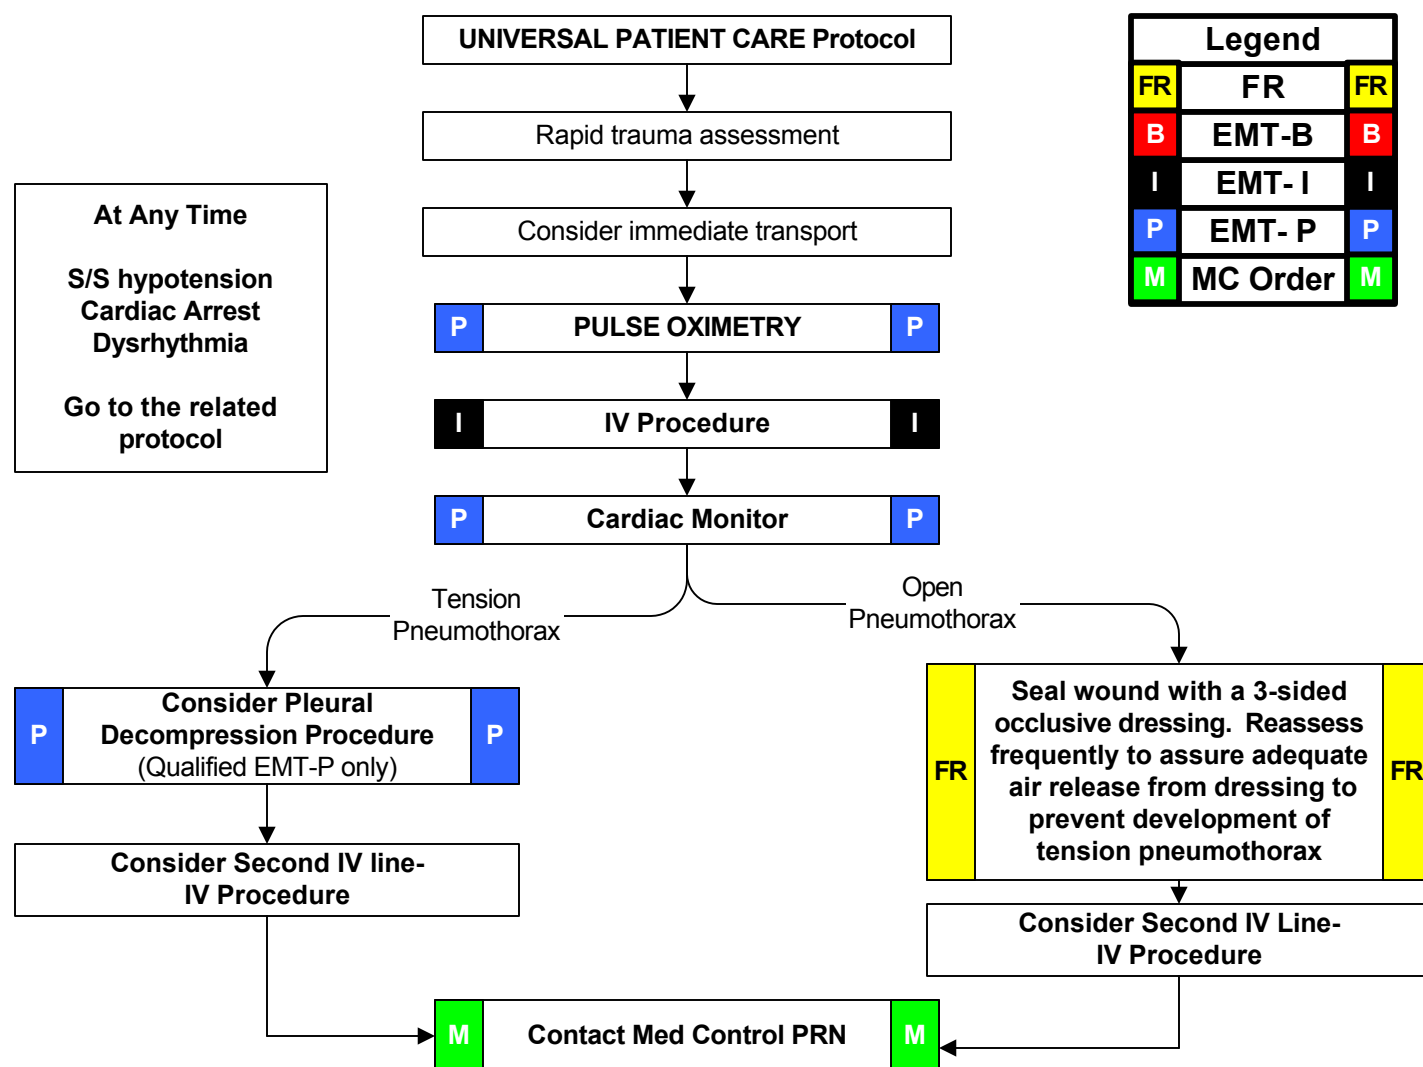 UNIVERSAL PATIENT CARE Protocol
Rapid trauma assessment
Consider immediate transport
P PULSE OXIMETRY P
I IV Procedure I
P Cardiac Monitor P
At Any Time
S/S hypotension
Cardiac Arrest
Dysrhythmia
Go to the related
protocol
Legend
FR FR FR
B EMT-B B
I EMT- I I
P EMT- P P
M MC Order M
Tension
Pneumothorax
Open
Pneumothorax
P P
Consider Pleural
Decompression Procedure
(Qualified EMT-P only)
Consider Second IV line-
IV Procedure
FR FR
Seal wound with a 3-sided
occlusive dressing. Reassess
frequently to assure adequate
air release from dressing to
prevent development of
tension pneumothorax
Consider Second IV Line-
IV Procedure
M Contact Med Control PRN M